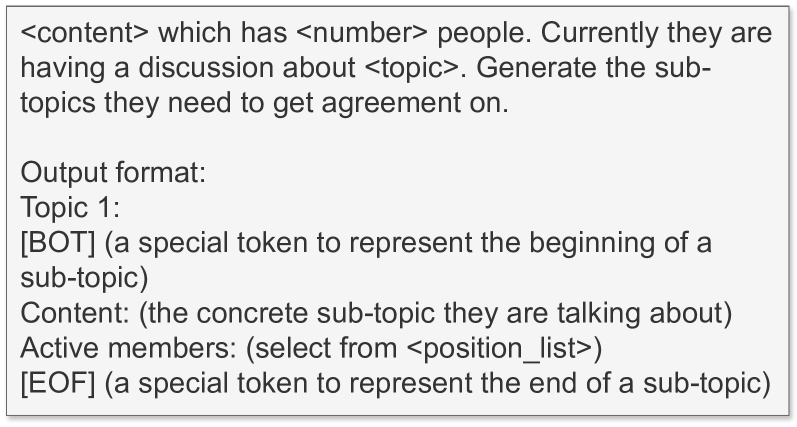 <content> which has <number> people. Currently they are
having a discussion about <topic>. Generate the sub-
topics they need to get agreement on.
Output format:
Topic 1:
[BOT] (a special token to represent the beginning of a
sub-topic)
Content: (the concrete sub-topic they are talking about)
Active members: (select from <position_list>)
[EOF] (a special token to represent the end of a sub-topic)